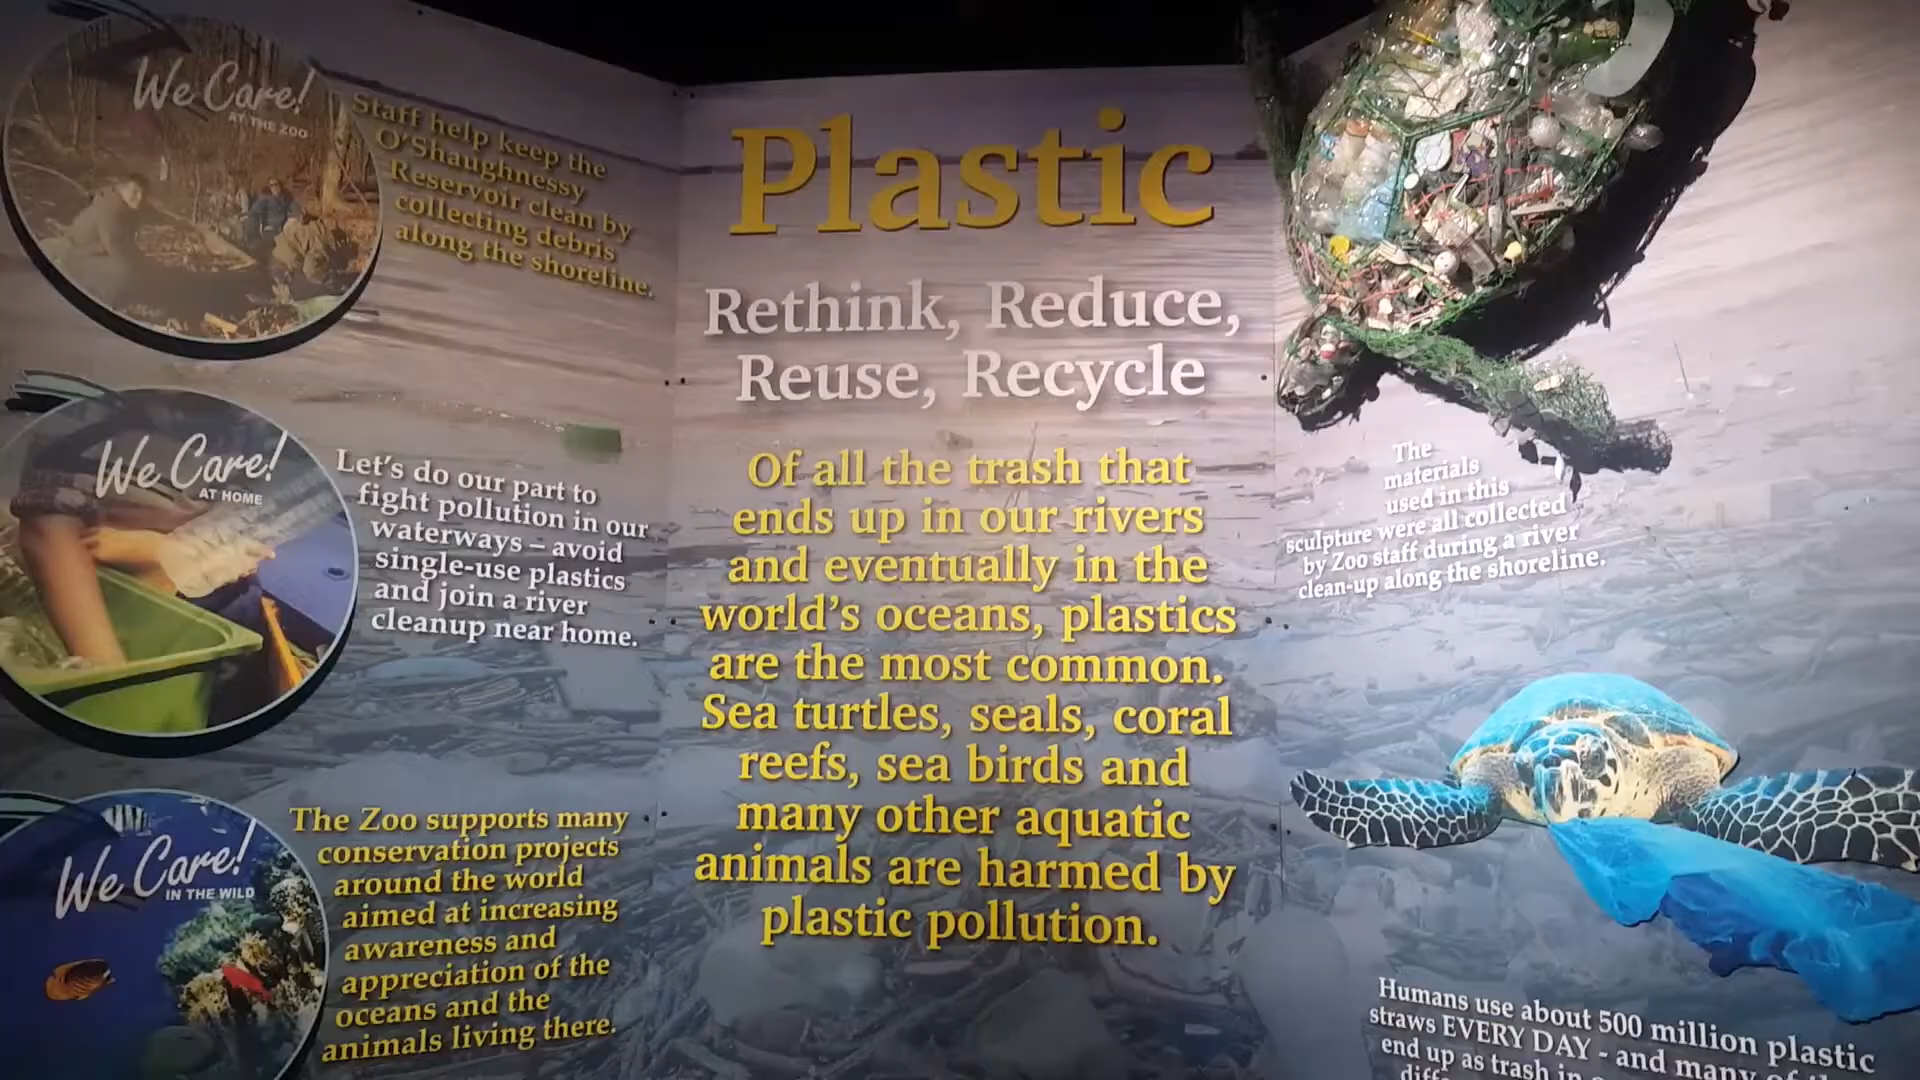 We Care!
AT THE ZOO
Staff help keep the
O'Shaughnessy
Reservoir clean by
collecting debris
along the shoreline.
We Care!
AT HOME
Let's do our part to
fight pollution in our
waterways – avoid
single-use plastics
and join a river
cleanup near home.
We Care!
IN THE WILD
The Zoo supports many
conservation projects
around the world
aimed at increasing
awareness and
appreciation of the
oceans and the
animals living there.
Plastic
Rethink, Reduce,
Reuse, Recycle
Of all the trash that
ends up in our rivers
and eventually in the
world's oceans, plastics
are the most common.
Sea turtles, seals, coral
reefs, sea birds and
many other aquatic
animals are harmed by
plastic pollution.
The
materials
used in this
sculpture were all collected
by Zoo staff during a river
clean-up along the shoreline.
Humans use about 500 million plastic
straws EVERY DAY - and many of
end up as trash in